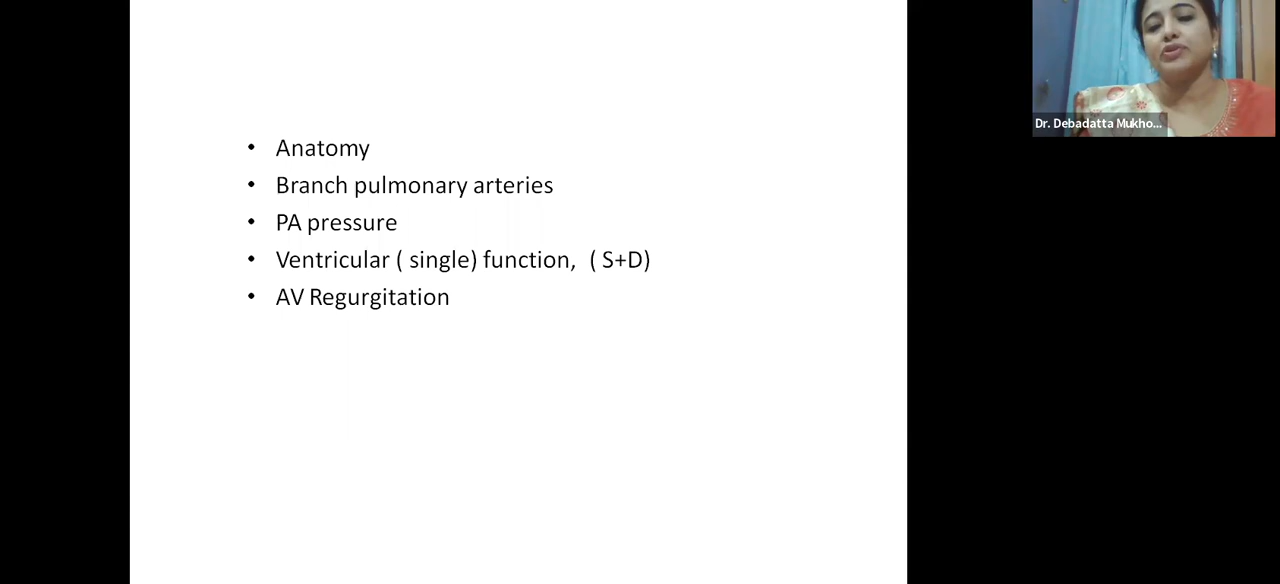 • Anatomy
• Branch pulmonary arteries
• PA pressure
• Ventricular ( single) function,  ( S+D)
• AV Regurgitation
Dr. Debadatta Mukho...